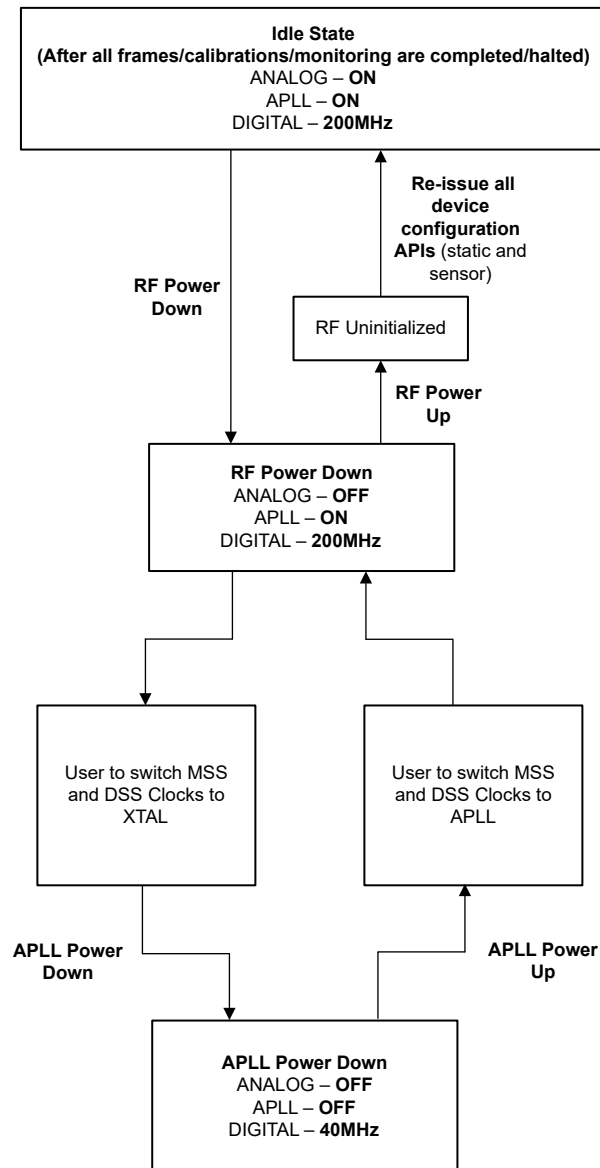 Idle State
(After all frames/calibrations/monitoring are completed/halted)
ANALOG – ON
APLL – ON
DIGITAL – 200MHz
Re-issue all
device
configuration
APIs (static and
sensor)
RF Power
Down
RF Uninitialized
RF Power
Up
RF Power Down
ANALOG – OFF
APLL – ON
DIGITAL – 200MHz
User to switch MSS
and DSS Clocks to
XTAL
User to switch MSS
and DSS Clocks to
APLL
APLL Power
Down
APLL Power
Up
APLL Power Down
ANALOG – OFF
APLL – OFF
DIGITAL – 40MHz